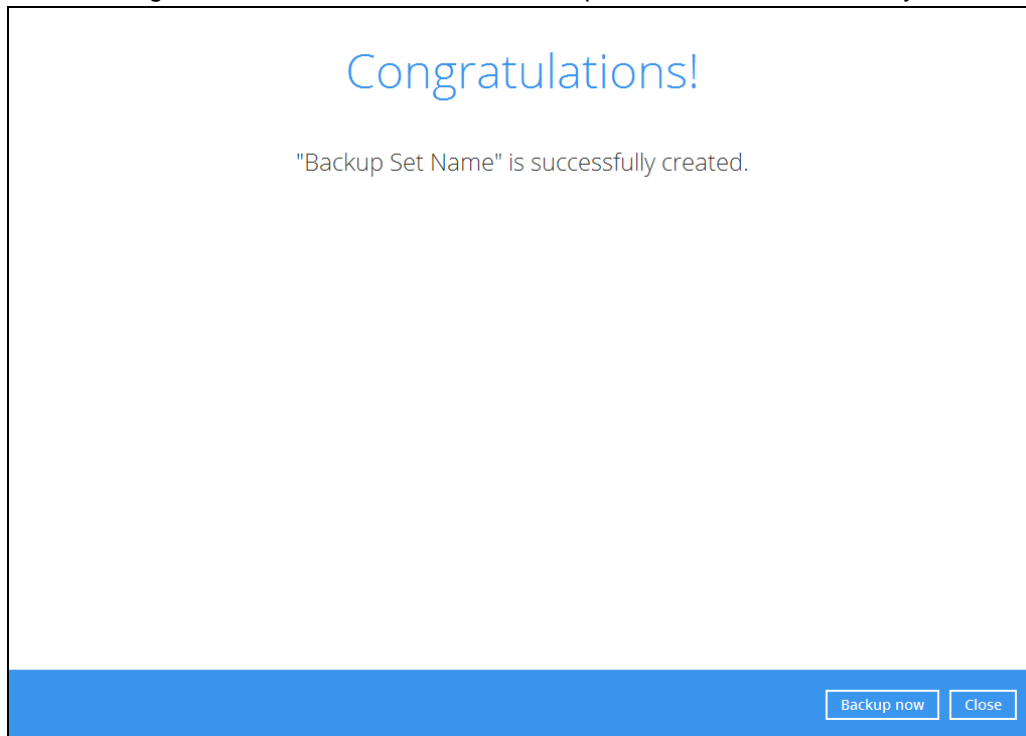 Congratulations!
"Backup Set Name" is successfully created.
Backup now Close